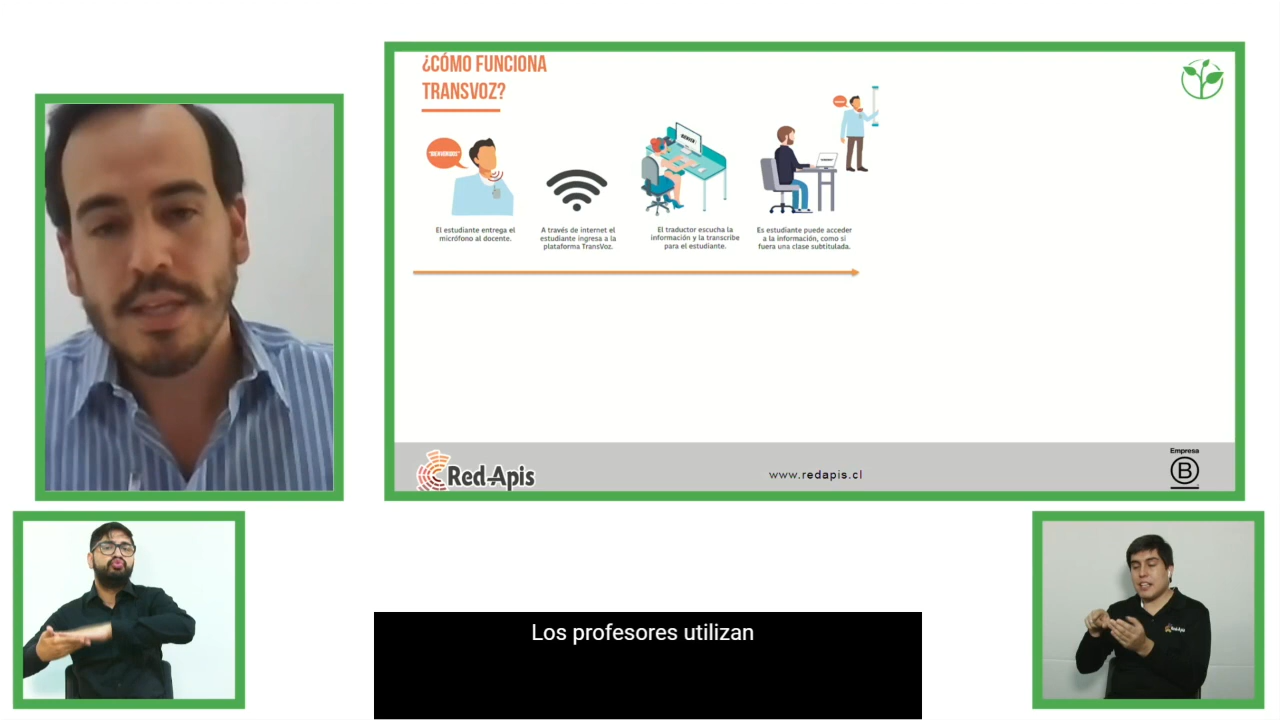 ¿CÓMO FUNCIONA
TRANSVOZ?
"BIENVENIDOS"
El estudiante entrega el
micrófono al docente.
A través de internet el
estudiante ingresa a la
plataforma TransVoz.
El traductor escucha la
información y la transcribe
para el estudiante.
Es estudiante puede acceder
a la información, como si
fuera una clase subtitulada.
Red-Apis
www.redapis.cl
Empresa
B
Los profesores utilizan